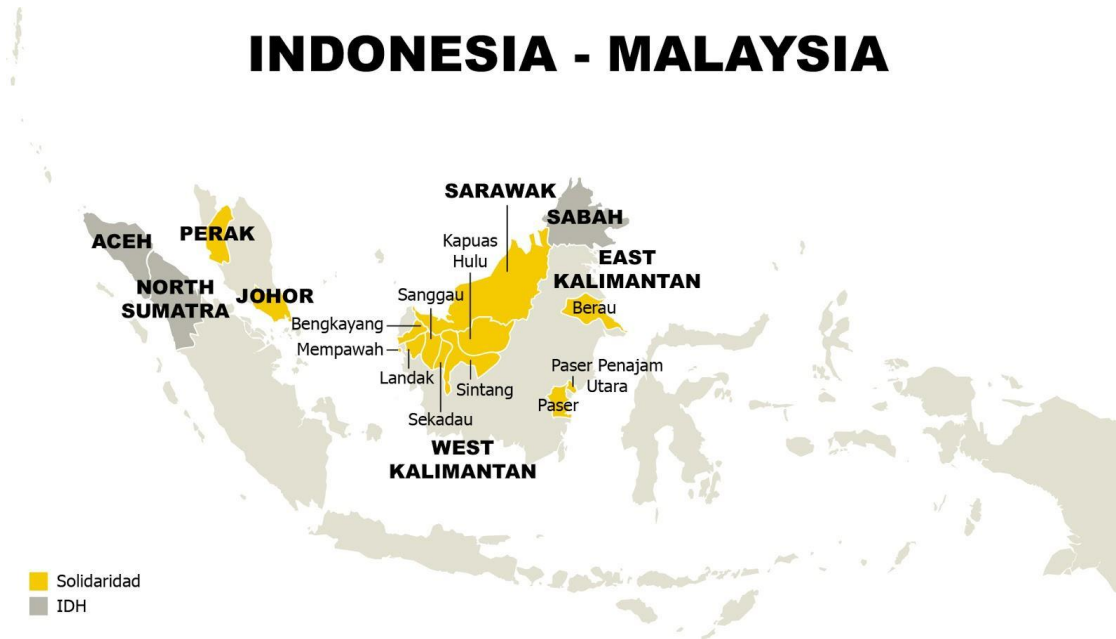 INDONESIA - MALAYSIA
SARAWAK
SABAH
ACEH
PERAK
Kapuas
Hulu
EAST
KALIMANTAN
NORTH
SUMATRA
JOHOR
Sanggau
Berau
Bengkayang
Mempawah
Landak
Sintang
Paser Penajam
Utara
Paser
Sekadau
WEST
KALIMANTAN
Solidaridad
IDH